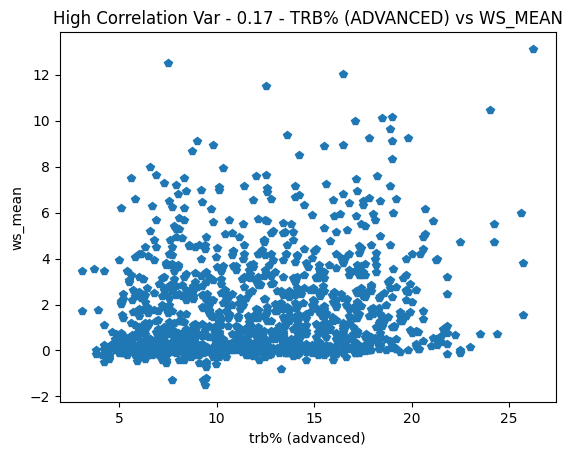 High Correlation Var - 0.17 - TRB% (ADVANCED) vs WS_MEAN
12
10
8
6
4
2
0
−2
ws_mean
5 10 15 20 25
trb% (advanced)